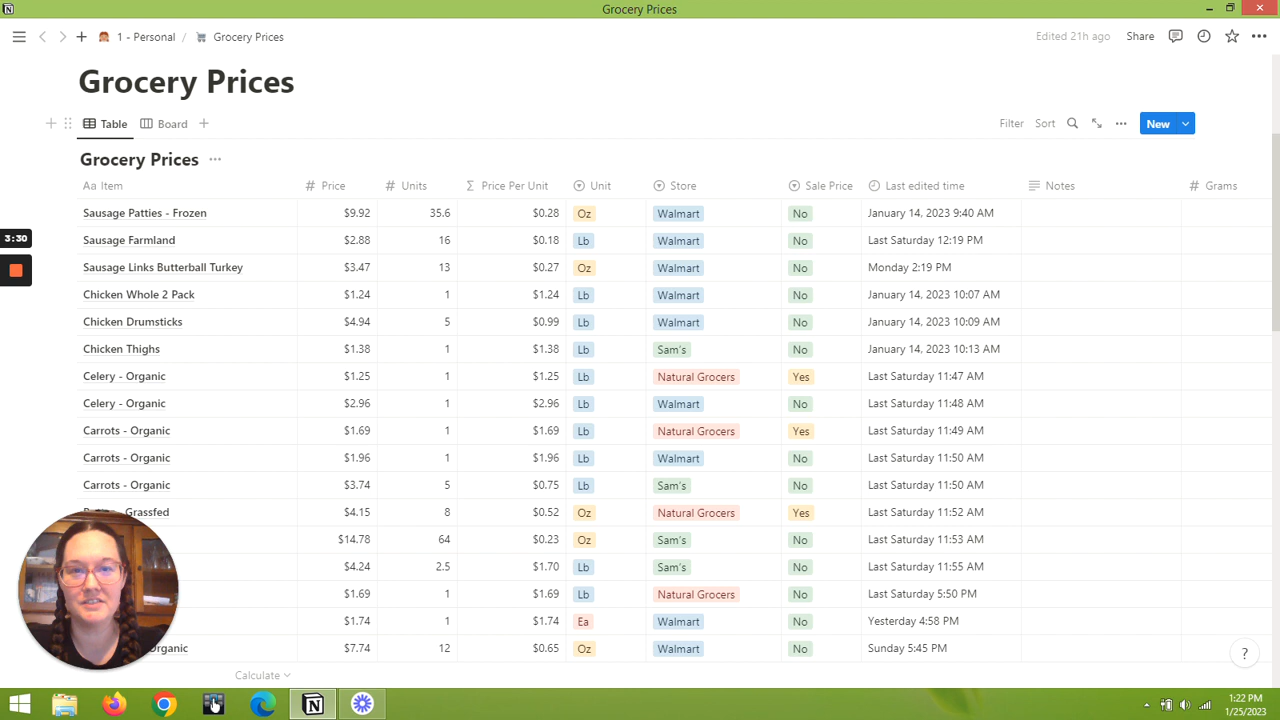 Grocery Prices
1 - Personal / Grocery Prices
Edited 21h ago Share
Grocery Prices
Table Board
Filter Sort New
Grocery Prices
Aa Item # Price # Units Σ Price Per Unit Unit Store Sale Price Last edited time Notes # Grams
Sausage Patties - Frozen $9.92 35.6 $0.28 Oz Walmart No January 14, 2023 9:40 AM
3:30
Sausage Farmland $2.88 16 $0.18 Lb Walmart No Last Saturday 12:19 PM
Sausage Links Butterball Turkey $3.47 13 $0.27 Oz Walmart No Monday 2:19 PM
Chicken Whole 2 Pack $1.24 1 $1.24 Lb Walmart No January 14, 2023 10:07 AM
Chicken Drumsticks $4.94 5 $0.99 Lb Walmart No January 14, 2023 10:09 AM
Chicken Thighs $1.38 1 $1.38 Lb Sam's No January 14, 2023 10:13 AM
Celery - Organic $1.25 1 $1.25 Lb Natural Grocers Yes Last Saturday 11:47 AM
Celery - Organic $2.96 1 $2.96 Lb Walmart No Last Saturday 11:48 AM
Carrots - Organic $1.69 1 $1.69 Lb Natural Grocers Yes Last Saturday 11:49 AM
Carrots - Organic $1.96 1 $1.96 Lb Walmart No Last Saturday 11:50 AM
Carrots - Organic $3.74 5 $0.75 Lb Sam's No Last Saturday 11:50 AM
Grassfed $4.15 8 $0.52 Oz Natural Grocers Yes Last Saturday 11:52 AM
$14.78 64 $0.23 Oz Sam's No Last Saturday 11:53 AM
$4.24 2.5 $1.70 Lb Sam's No Last Saturday 11:55 AM
$1.69 1 $1.69 Lb Natural Grocers No Last Saturday 5:50 PM
$1.74 1 $1.74 Ea Walmart No Yesterday 4:58 PM
$7.74 12 $0.65 Oz Walmart No Sunday 5:45 PM
Calculate
?
1:22 PM
1/25/2023